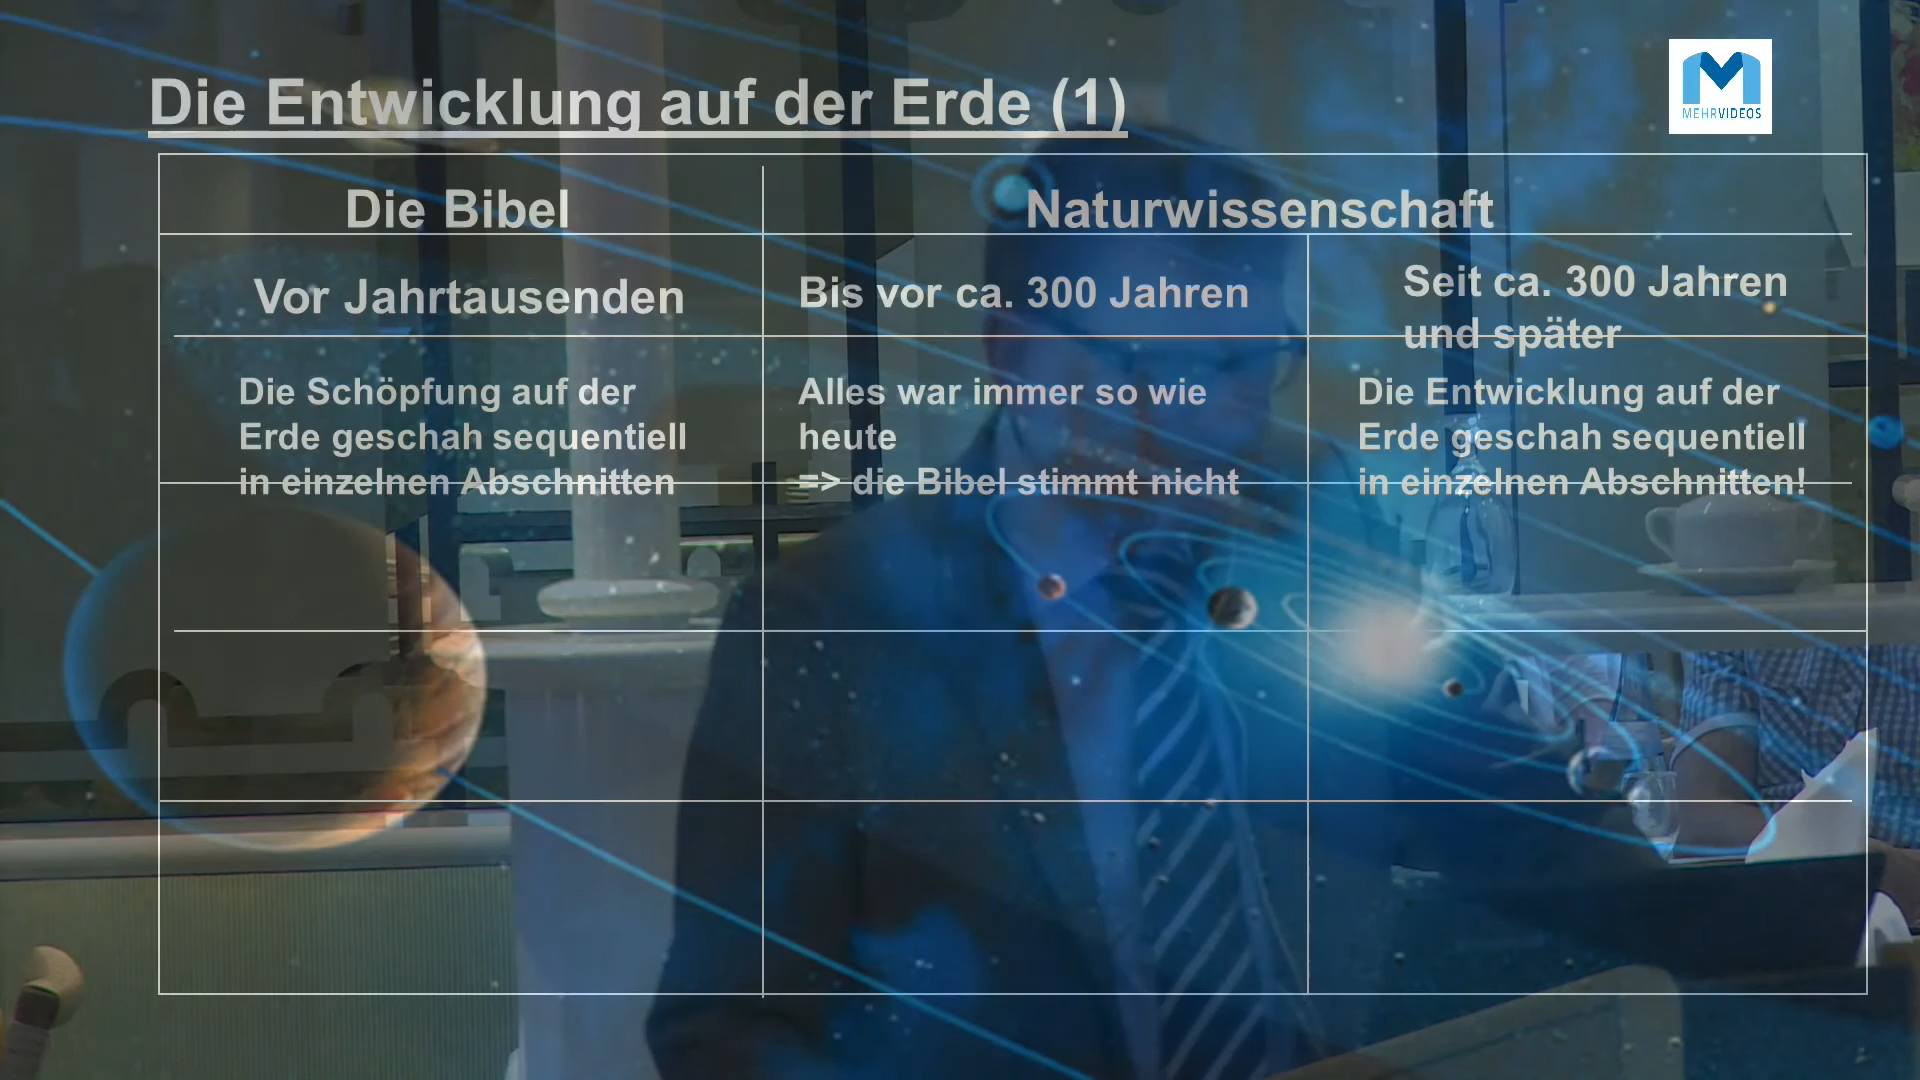 Die Entwicklung auf der Erde (1)
MEHRVIDEOS
Die Bibel
Naturwissenschaft
Vor Jahrtausenden
Bis vor ca. 300 Jahren
Seit ca. 300 Jahren
und später
Die Schöpfung auf der
Erde geschah sequentiell
in einzelnen Abschnitten
Alles war immer so wie
heute
=> die Bibel stimmt nicht
Die Entwicklung auf der
Erde geschah sequentiell
in einzelnen Abschnitten!